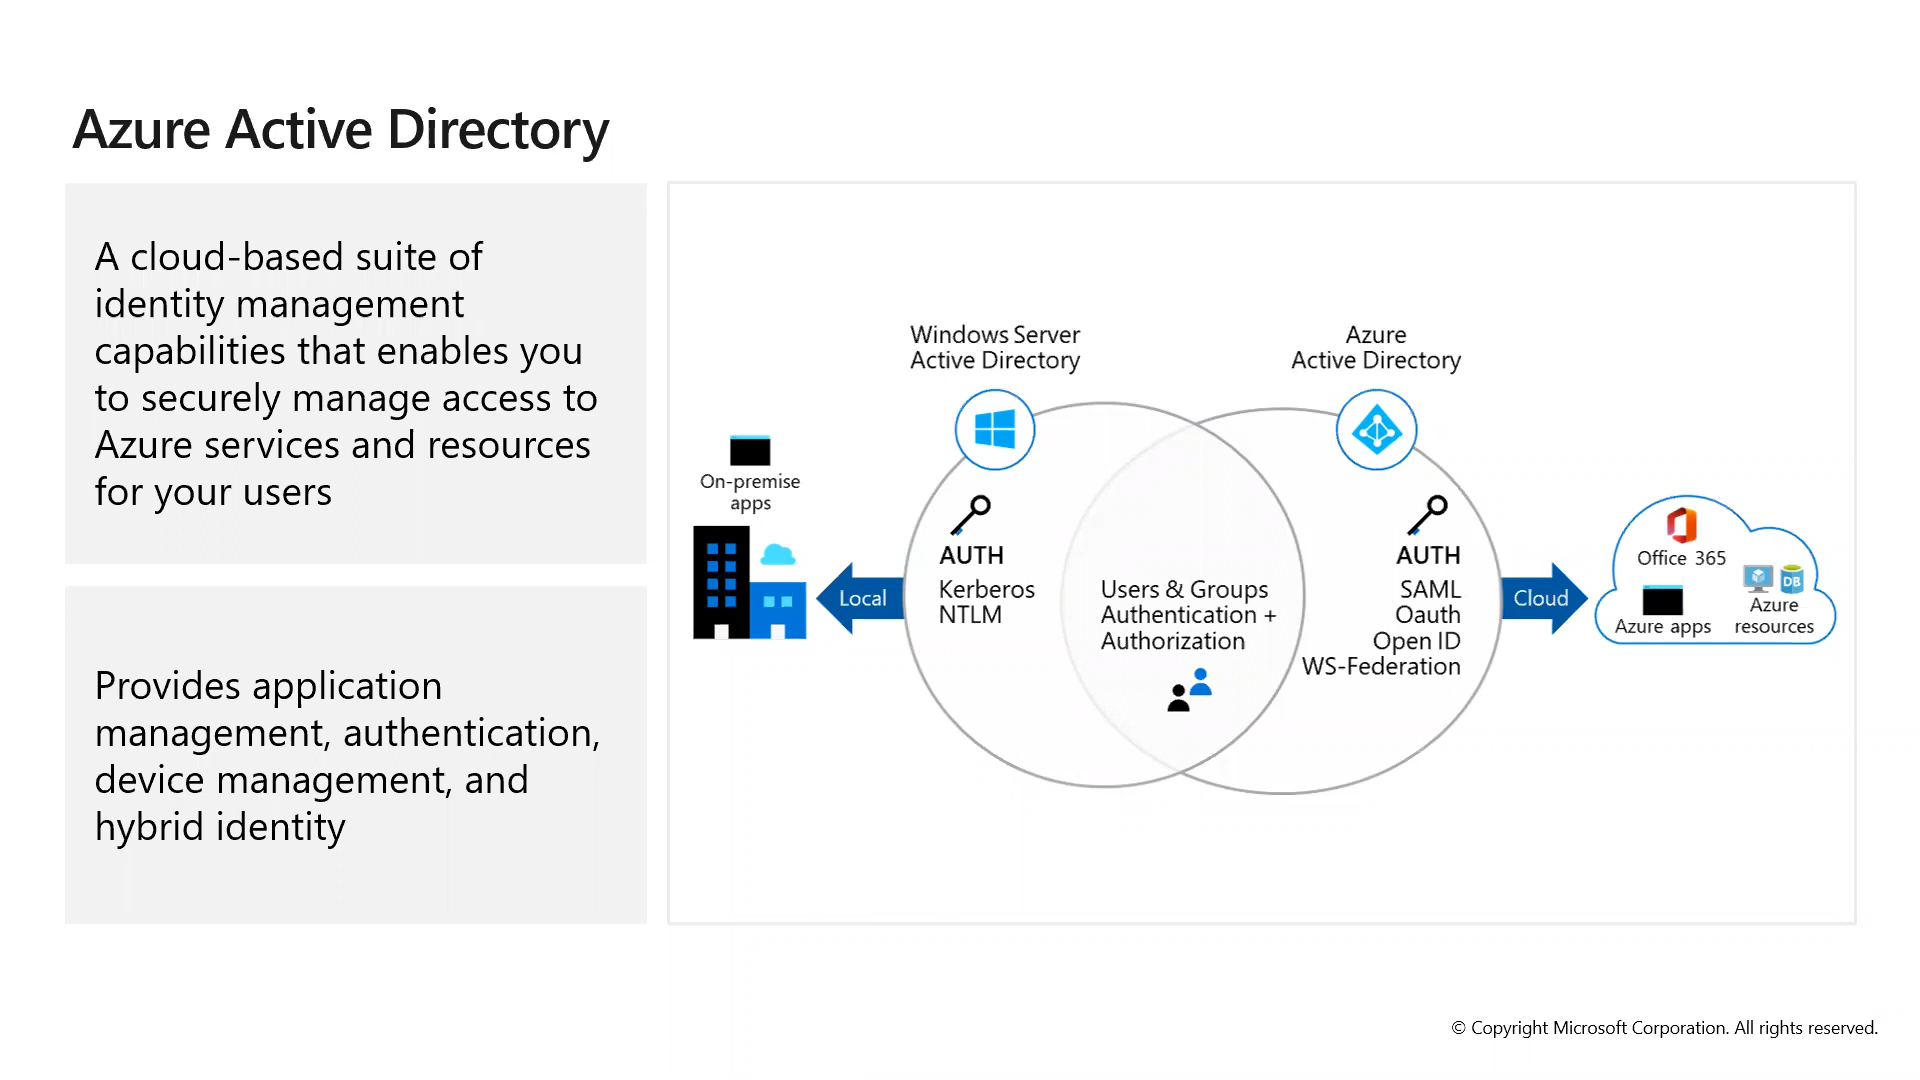 Azure Active Directory
A cloud-based suite of
identity management
capabilities that enables you
to securely manage access to
Azure services and resources
for your users
Provides application
management, authentication,
device management, and
hybrid identity
Windows Server
Active Directory
Azure
Active Directory
On-premise
apps
Local
AUTH
Kerberos
NTLM
Users & Groups
Authentication +
Authorization
AUTH
SAML
Oauth
Open ID
WS-Federation
Cloud
Office 365
DB
Azure apps
Azure
resources
© Copyright Microsoft Corporation. All rights reserved.